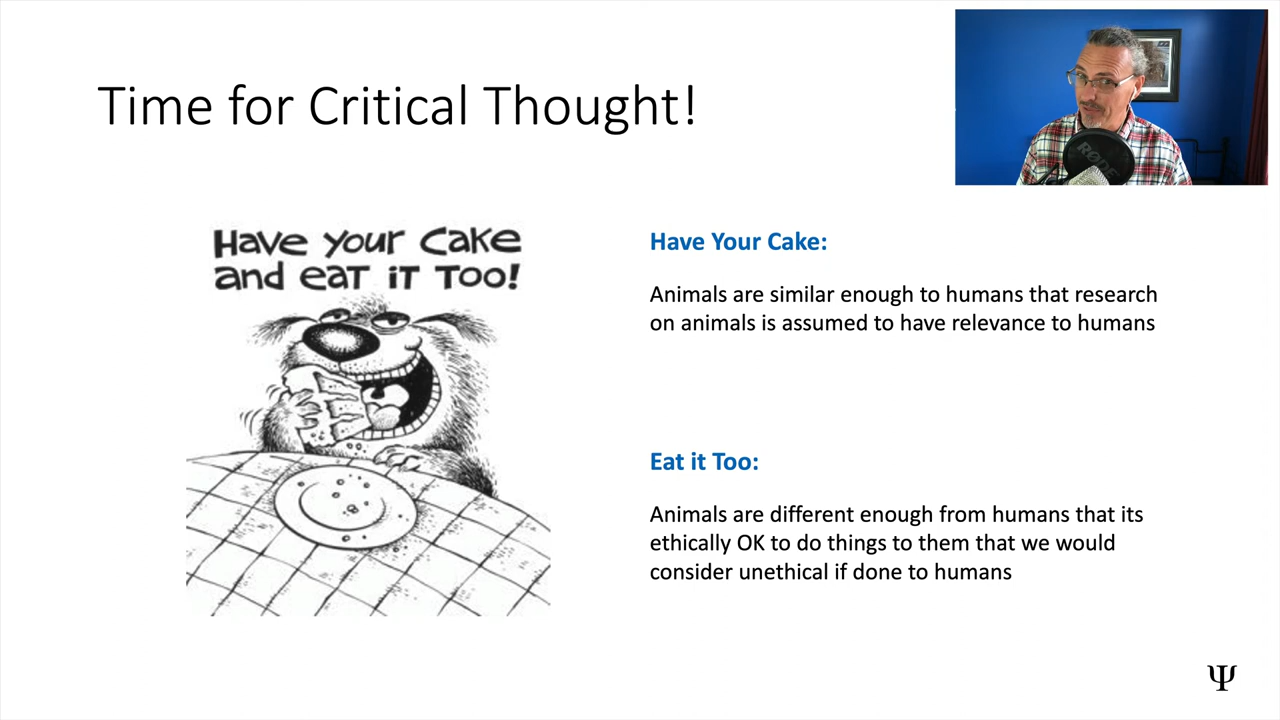 Time for Critical Thought!
RØDE
Have your Cake
and eat it Too!
Have Your Cake:
Animals are similar enough to humans that research
on animals is assumed to have relevance to humans
Eat it Too:
Animals are different enough from humans that its
ethically OK to do things to them that we would
consider unethical if done to humans
Ψ